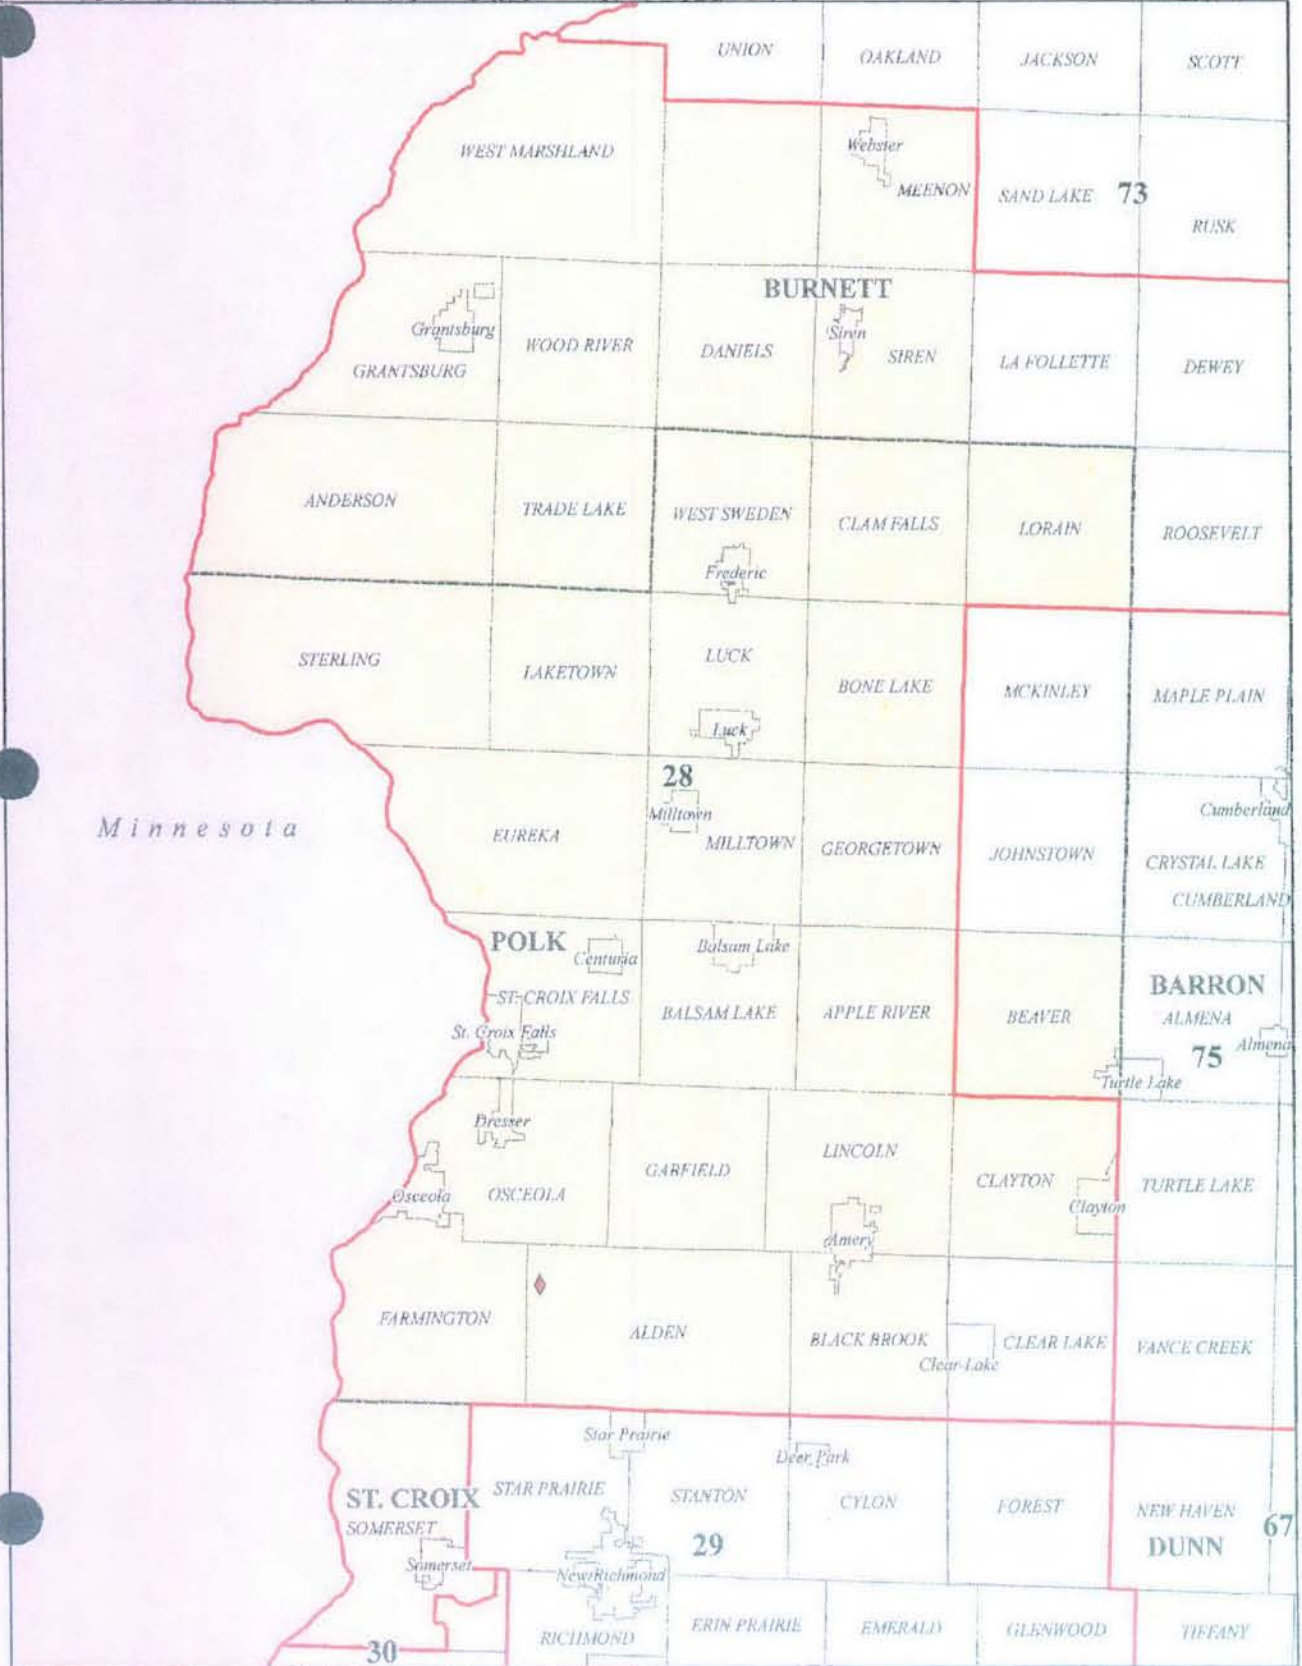 UNION
OAKLAND
JACKSON
SCOTT
WEST MARSHLAND
Webster
MEENON
SAND LAKE
73
RUSK
BURNETT
Grantsburg
GRANTSBURG
WOOD RIVER
DANIELS
Siren
SIREN
LA FOLLETTE
DEWEY
ANDERSON
TRADE LAKE
WEST SWEDEN
CLAM FALLS
LORAIN
ROOSEVELT
Frederic
STERLING
LAKETOWN
LUCK
BONE LAKE
MCKINLEY
MAPLE PLAIN
Luck
28
Minnesota
EUREKA
Milltown
MILLTOWN
GEORGETOWN
JOHNSTOWN
Cumberland
CRYSTAL LAKE
CUMBERLAND
POLK
Centuria
Balsam Lake
ST. CROIX FALLS
St. Croix Falls
BALSAM LAKE
APPLE RIVER
BEAVER
BARRON
ALMENA
Almena
75
Turtle Lake
Dresser
Osceola
OSCEOLA
GARFIELD
LINCOLN
CLAYTON
Clayton
TURTLE LAKE
Amery
FARMINGTON
ALDEN
BLACK BROOK
Clear Lake
CLEAR LAKE
VANCE CREEK
Star Prairie
Deer Park
ST. CROIX
STAR PRAIRIE
STANTON
CYLON
FOREST
NEW HAVEN
67
SOMERSET
Somerset
New Richmond
29
DUNN
30
RICHMOND
ERIN PRAIRIE
EMERALD
GLENWOOD
TIFFANY